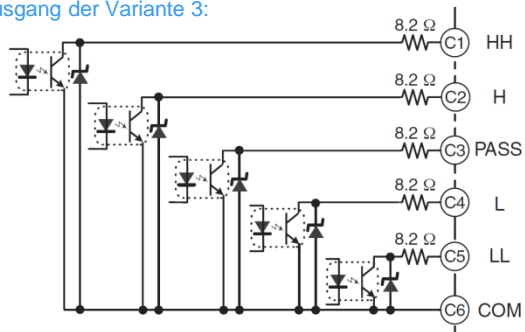 usgang der Variante 3:
8.2 Ω C1 HH
8.2 Ω C2 H
8.2 Ω C3 PASS
8.2 Ω C4 L
8.2 Ω C5 LL
C6 COM